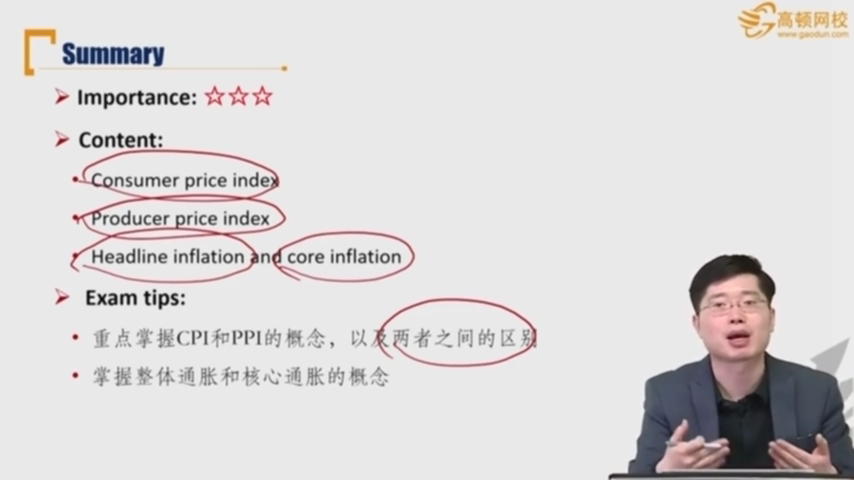 高顿网校
www.gaodun.com
Summary
Importance: ☆☆☆
Content:
Consumer price index
Producer price index
Headline inflation and core inflation
Exam tips:
重点掌握CPI和PPI的概念，以及两者之间的区别
掌握整体通胀和核心通胀的概念